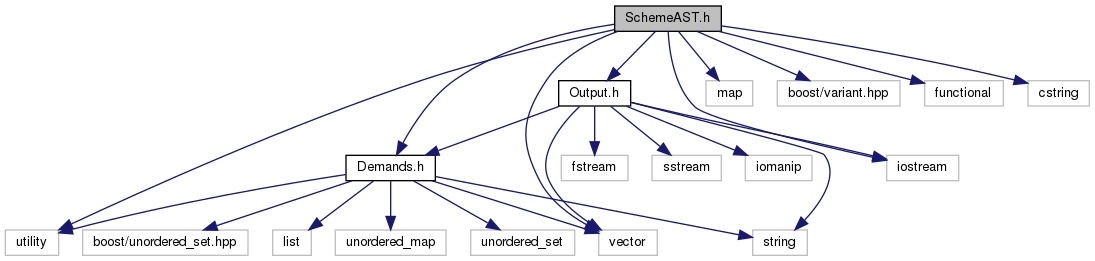 SchemeAST.h
Output.h
map
boost/variant.hpp
functional
cstring
Demands.h
fstream
sstream
iomanip
iostream
utility
boost/unordered_set.hpp
list
unordered_map
unordered_set
vector
string